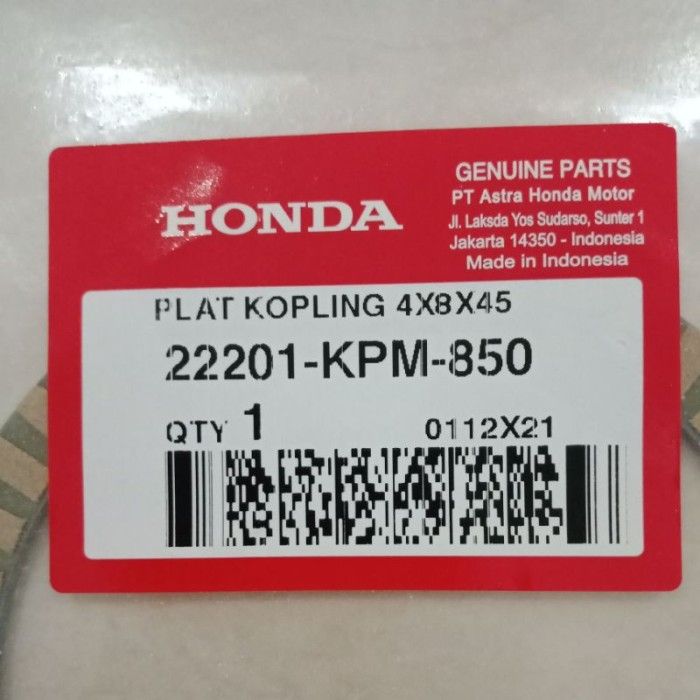 HONDA
GENUINE PARTS
PT Astra Honda Motor
Jl. Laksda Yos Sudarso, Sunter 1
Jakarta 14350 - Indonesia
Made in Indonesia
PLAT KOPLING 4X8X45
22201-KPM-850
QTY 1 0112X21